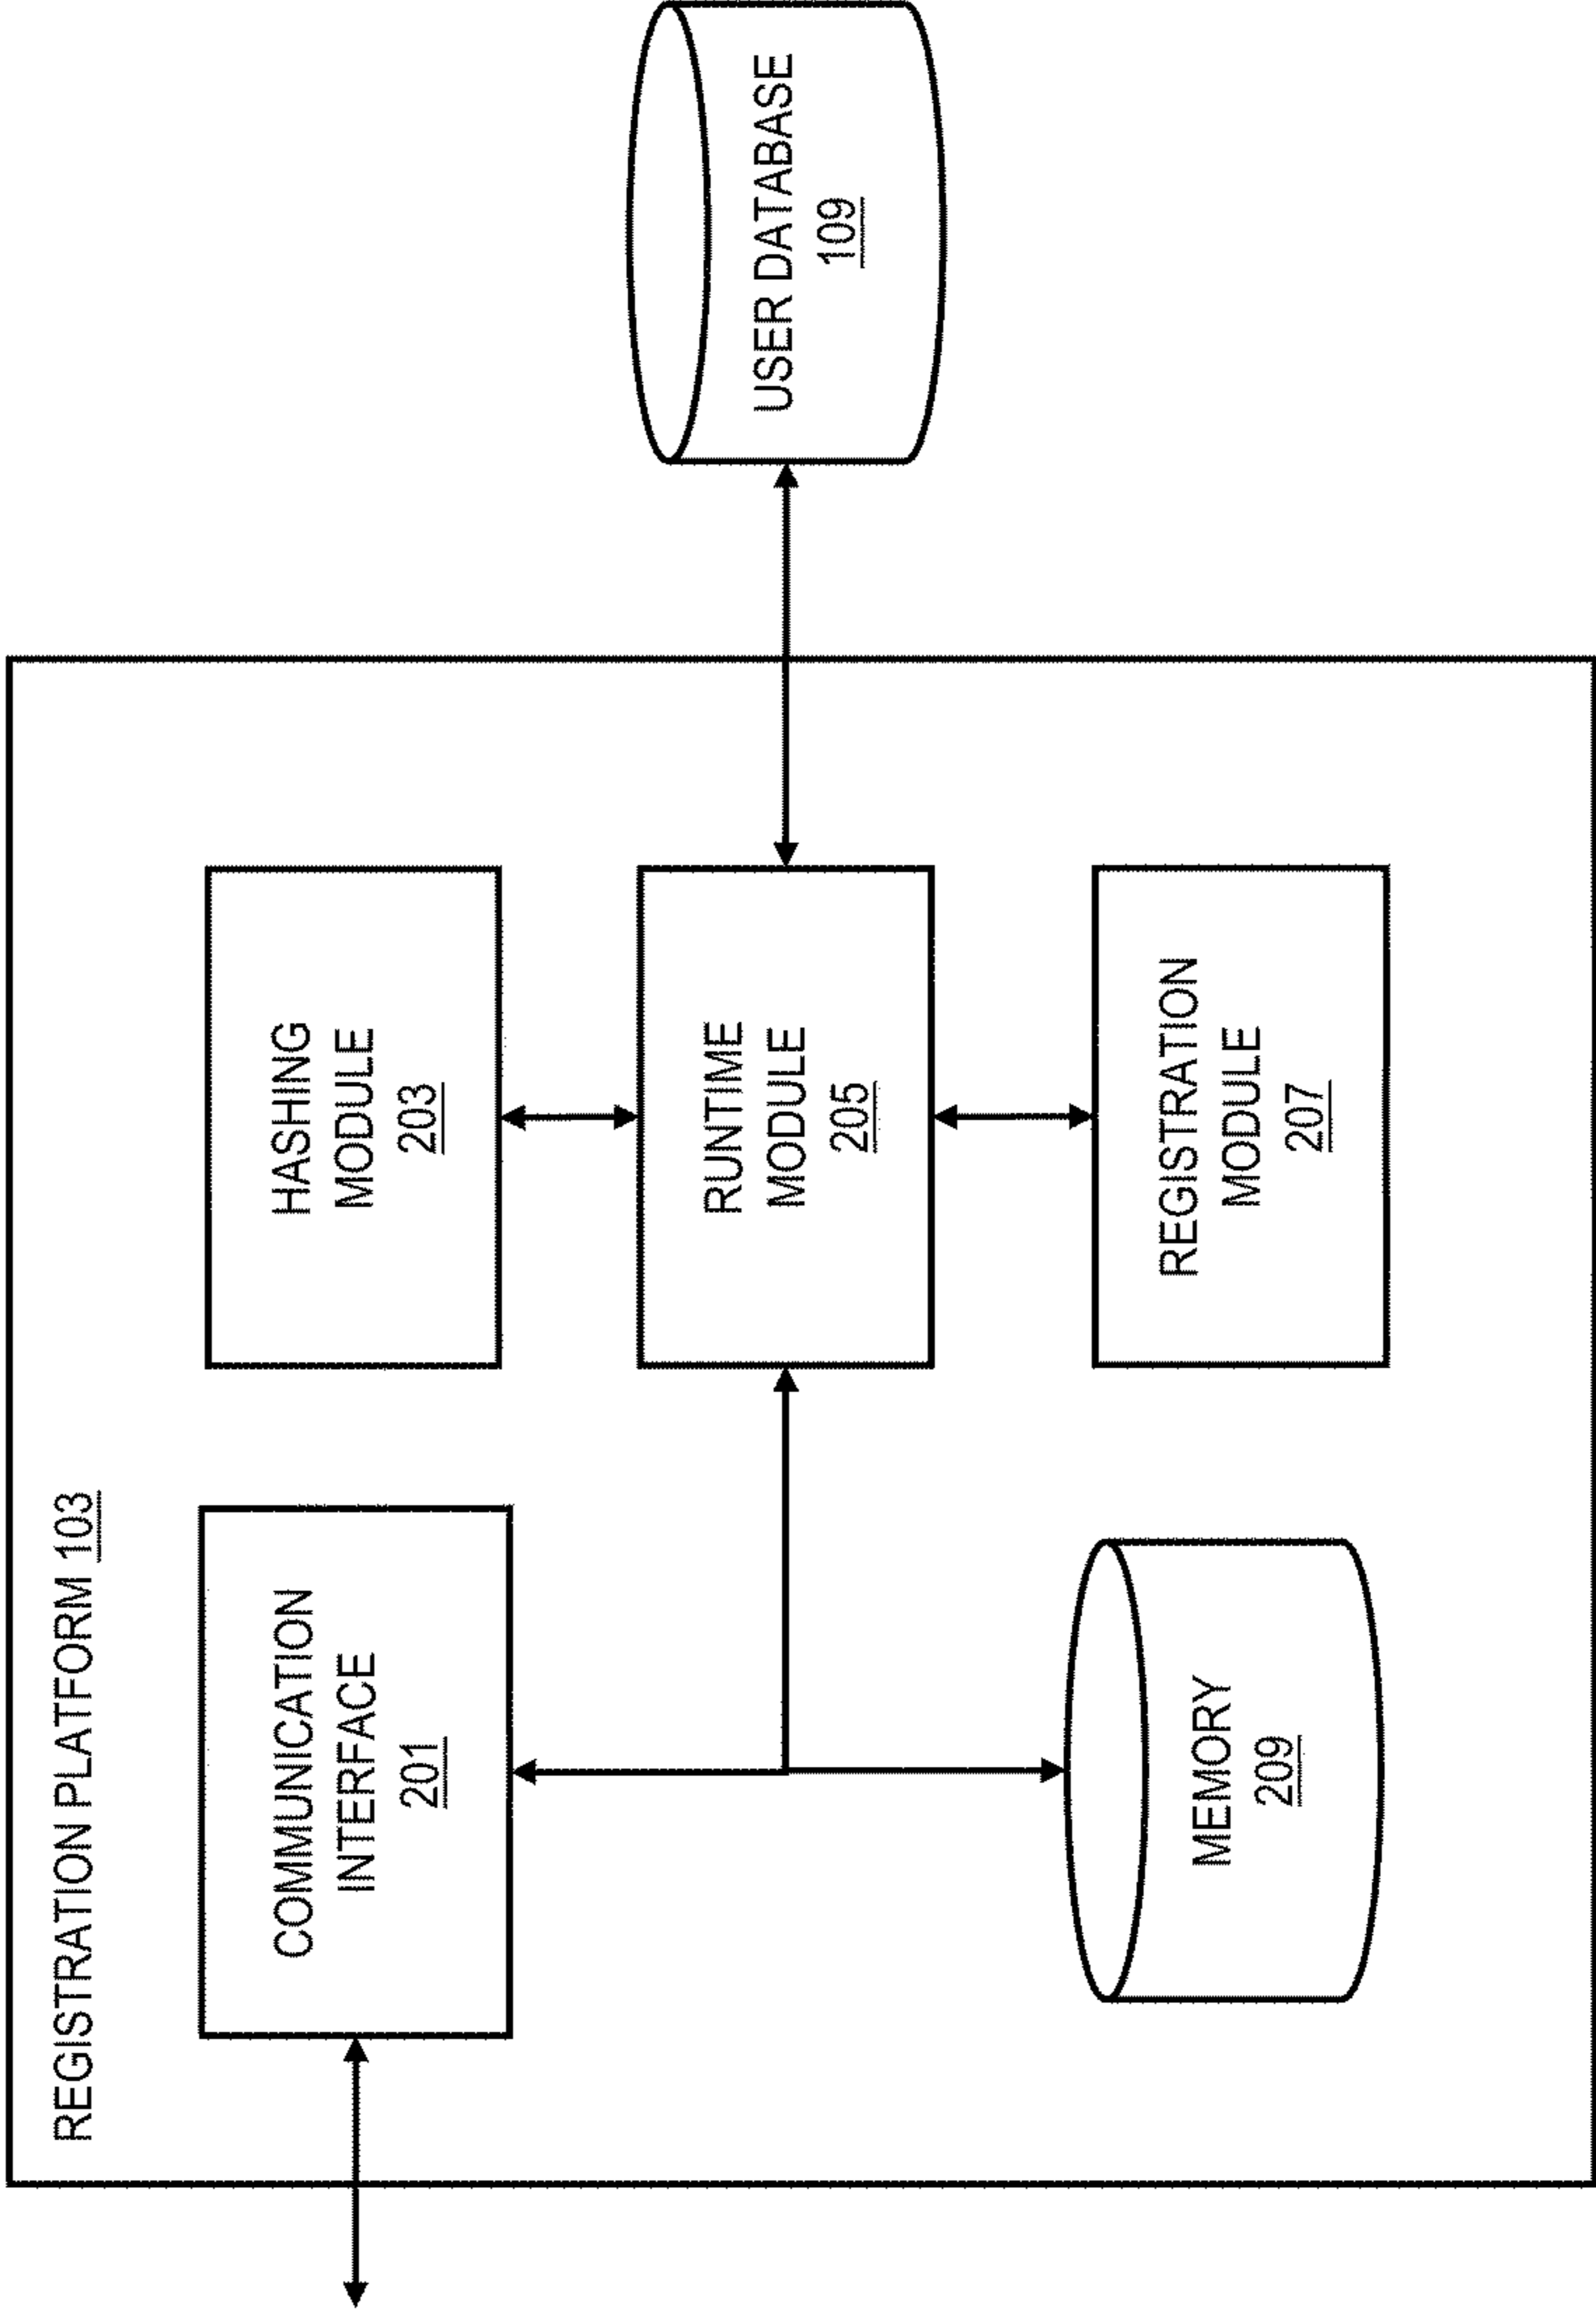 REGISTRATION PLATFORM 103
COMMUNICATION
INTERFACE
201
HASHING
MODULE
203
RUNTIME
MODULE
205
USER DATABASE
109
MEMORY
209
REGISTRATION
MODULE
207